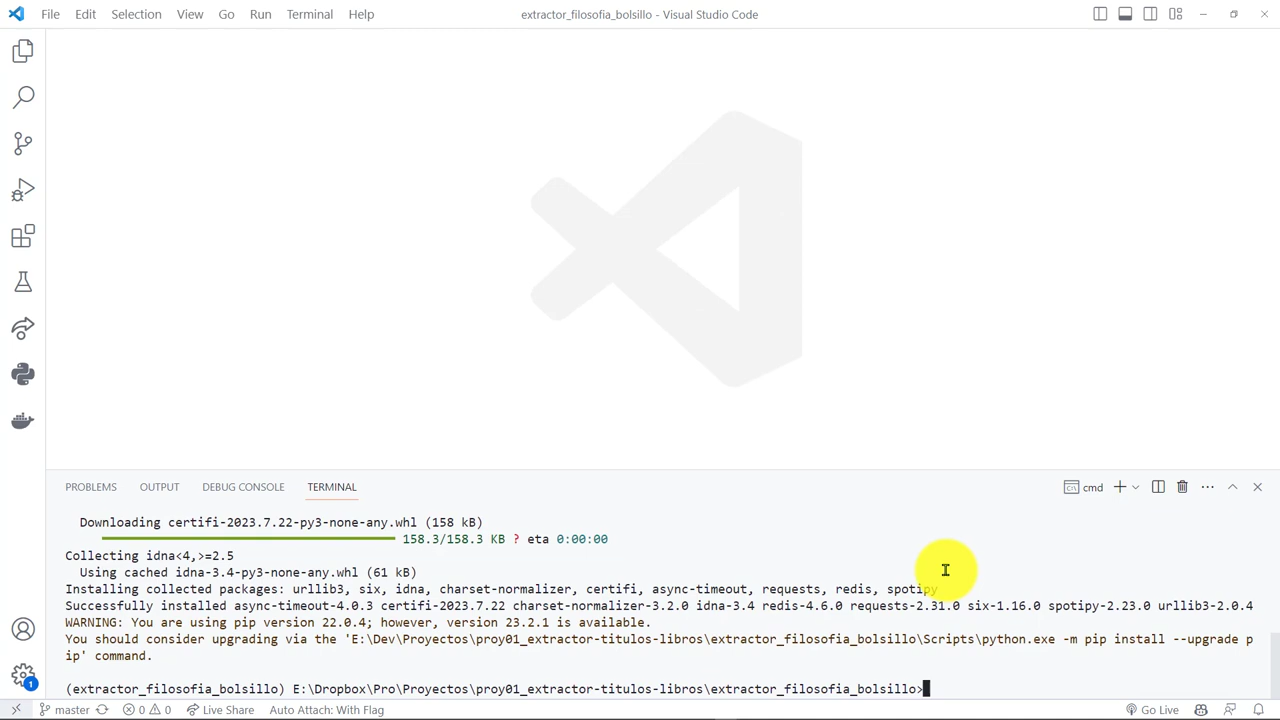 File Edit Selection View Go Run Terminal Help
extractor_filosofia_bolsillo - Visual Studio Code
PROBLEMS OUTPUT DEBUG CONSOLE TERMINAL
cmd
Downloading certifi-2023.7.22-py3-none-any.whl (158 kB)
158.3/158.3 KB ? eta 0:00:00
Collecting idna<4,>=2.5
Using cached idna-3.4-py3-none-any.whl (61 kB)
Installing collected packages: urllib3, six, idna, charset-normalizer, certifi, async-timeout, requests, redis, spotipy
Successfully installed async-timeout-4.0.3 certifi-2023.7.22 charset-normalizer-3.2.0 idna-3.4 redis-4.6.0 requests-2.31.0 six-1.16.0 spotipy-2.23.0 urllib3-2.0.4
WARNING: You are using pip version 22.0.4; however, version 23.2.1 is available.
You should consider upgrading via the 'E:\Dev\Proyectos\proy01_extractor-titulos-libros\extractor_filosofia_bolsillo\Scripts\python.exe -m pip install --upgrade p
ip' command.
(extractor_filosofia_bolsillo) E:\Dropbox\Pro\Proyectos\proy01_extractor-titulos-libros\extractor_filosofia_bolsillo>
1
master 0 0 Live Share Auto Attach: With Flag
Go Live